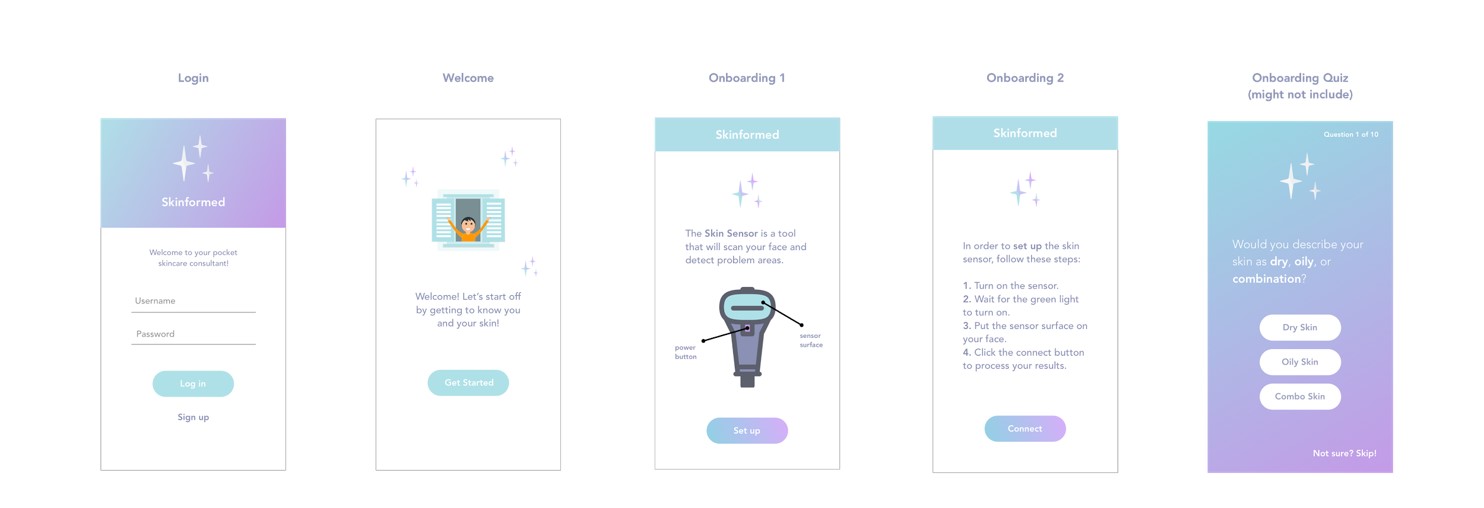 Login
Skinformed
Welcome to your pocket
skincare consultant!
Username
Password
Log in
Sign up
Welcome
Welcome! Let's start off
by getting to know you
and your skin!
Get Started
Onboarding 1
Skinformed
The Skin Sensor is a tool
that will scan your face and
detect problem areas.
power
button
sensor
surface
Set up
Onboarding 2
Skinformed
In order to set up the skin
sensor, follow these steps:
1. Turn on the sensor.
2. Wait for the green light
to turn on.
3. Put the sensor surface on
your face.
4. Click the connect button
to process your results.
Connect
Onboarding Quiz
(might not include)
Question 1 of 10
Would you describe your
skin as dry, oily, or
combination?
Dry Skin
Oily Skin
Combo Skin
Not sure? Skip!